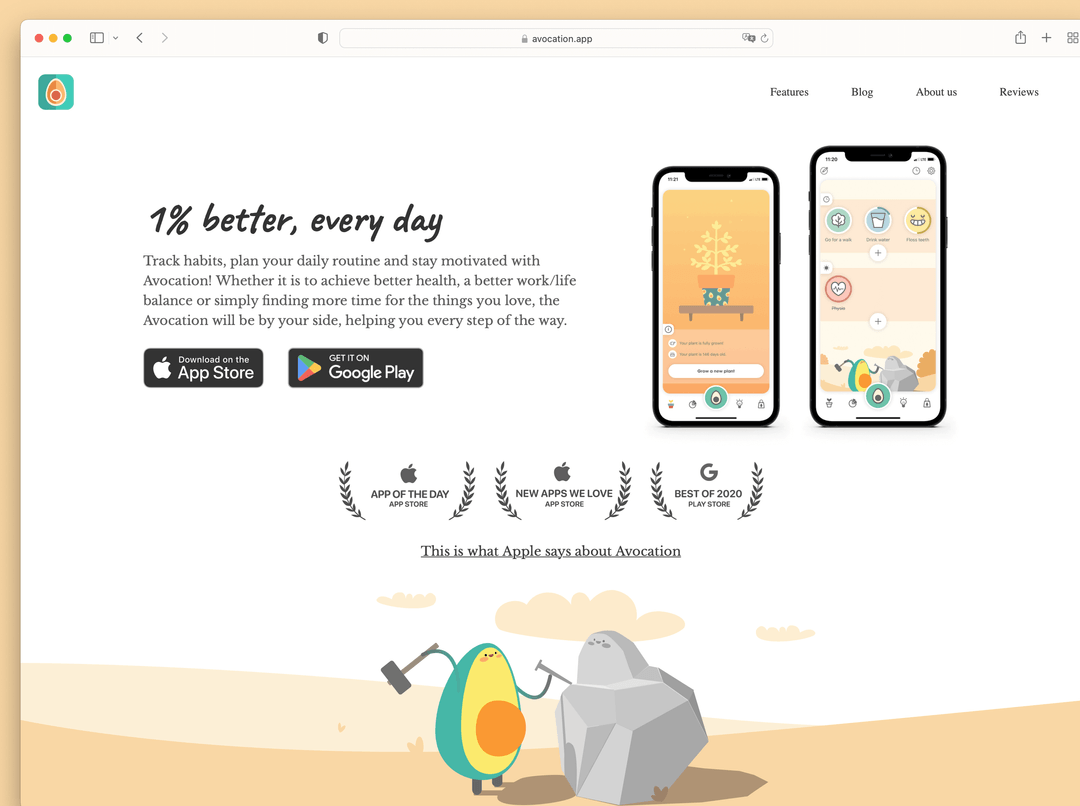 avocation.app
Features
Blog
About us
Reviews
1% better, every day
Track habits, plan your daily routine and stay motivated with
Avocation! Whether it is to achieve better health, a better work/life
balance or simply finding more time for the things you love, the
Avocation will be by your side, helping you every step of the way.
Download on the
App Store
GET IT ON
Google Play
11:21
LTE
Your plant is fully grown!
Your plant is 148 days old
Grow a new plant
11:20
LTE
Go for a walk
Drink water
Floss teeth
APP OF THE DAY
APP STORE
NEW APPS WE LOVE
APP STORE
G
BEST OF 2020
PLAY STORE
This is what Apple says about Avocation